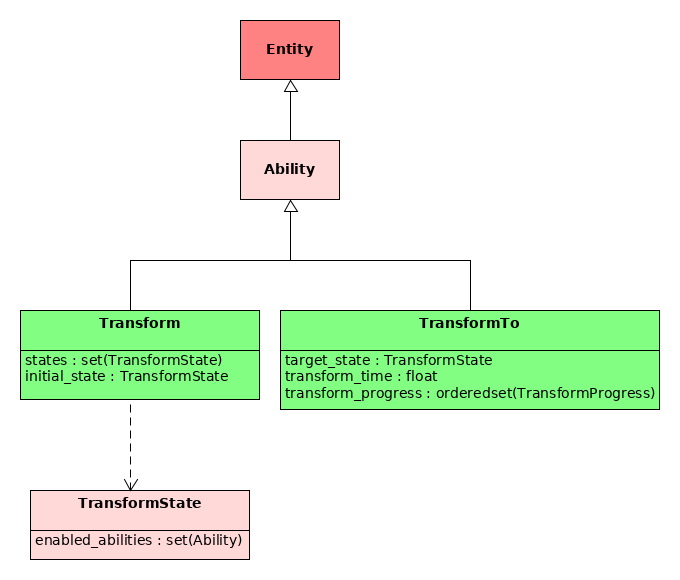 Entity
Ability
Transform
states : set(TransformState)
initial_state : TransformState
TransformTo
target_state : TransformState
transform_time : float
transform_progress : orderedset(TransformProgress)
TransformState
enabled_abilities : set(Ability)